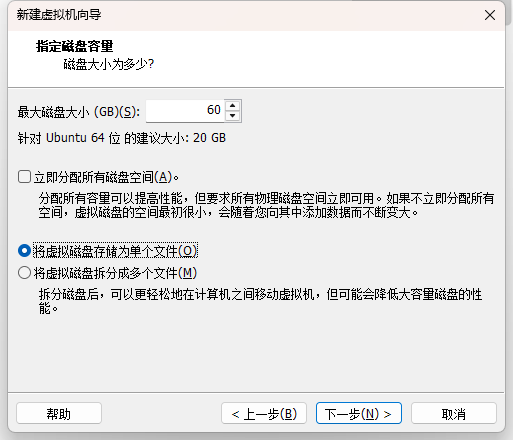 新建虚拟机向导
指定磁盘容量
磁盘大小为多少?
最大磁盘大小 (GB)(S): 60
针对 Ubuntu 64 位 的建议大小: 20 GB
立即分配所有磁盘空间(A)。
分配所有容量可以提高性能，但要求所有物理磁盘空间立即可用。如果不立即分配所有
空间，虚拟磁盘的空间最初很小，会随着您向其中添加数据而不断变大。
将虚拟磁盘存储为单个文件(O)
将虚拟磁盘拆分成多个文件(M)
拆分磁盘后，可以更轻松地在计算机之间移动虚拟机，但可能会降低大容量磁盘的性
能。
帮助 < 上一步(B) 下一步(N) > 取消